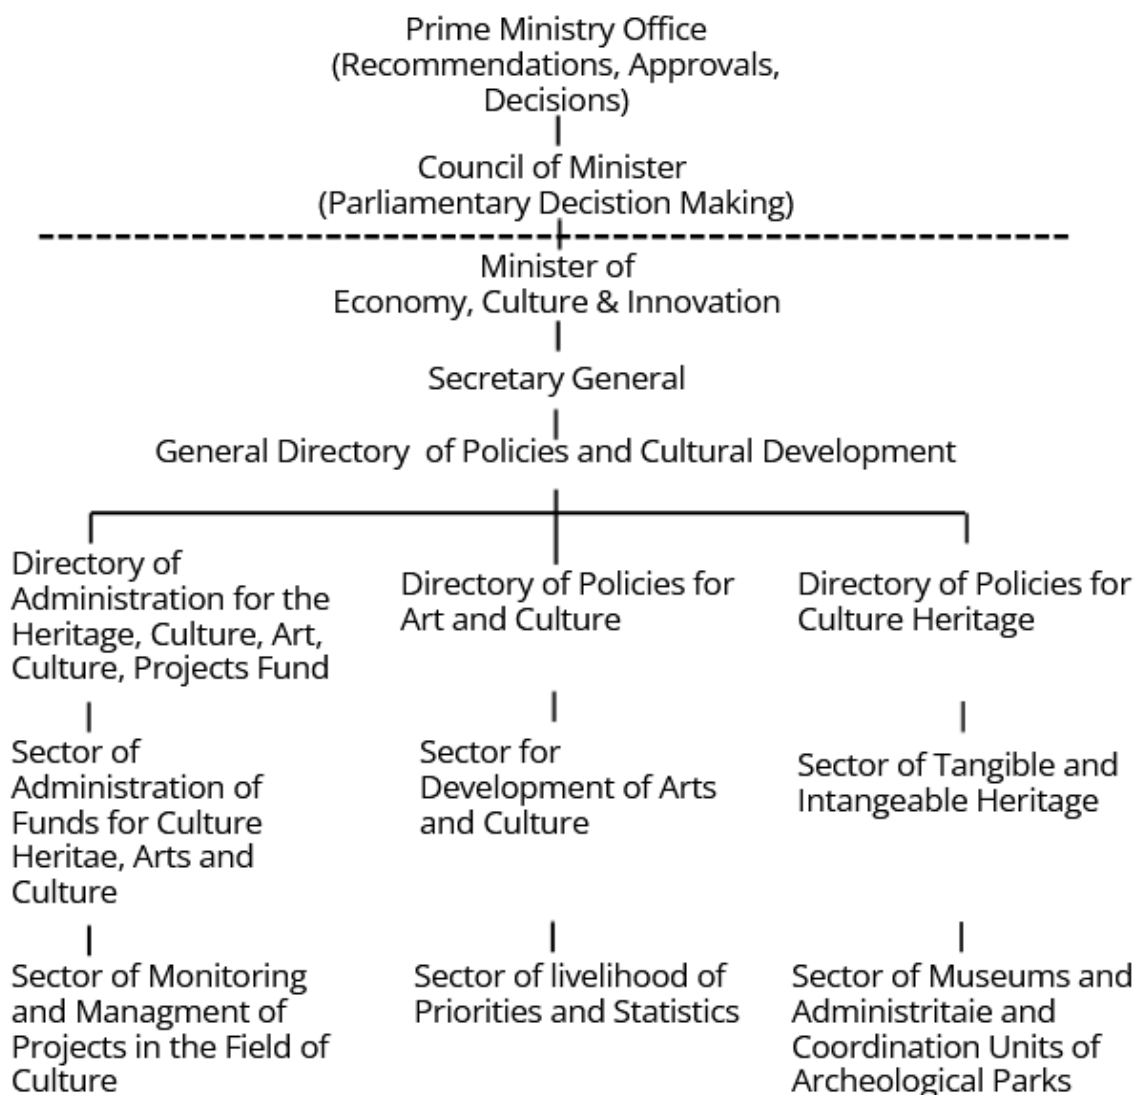 Prime Ministry Office
(Recommendations, Approvals,
Decisions)
Council of Minister
(Parliamentary Decistion Making)
Minister of
Economy, Culture & Innovation
Secretary General
General Directory of Policies and Cultural Development
Directory of
Administration for the
Heritage, Culture, Art,
Culture, Projects Fund
Directory of Policies for
Art and Culture
Directory of Policies for
Culture Heritage
Sector of
Administration of
Funds for Culture
Heritae, Arts and
Culture
Sector for
Development of Arts
and Culture
Sector of Tangible and
Intangeable Heritage
Sector of Monitoring
and Managment of
Projects in the Field of
Culture
Sector of livelihood of
Priorities and Statistics
Sector of Museums and
Administritaie and
Coordination Units of
Archeological Parks